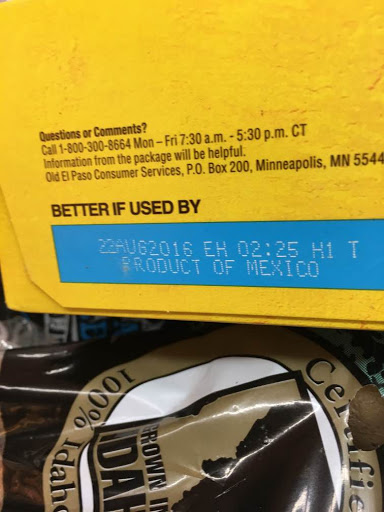 Questions or Comments?
Call 1-800-300-8664 Mon – Fri 7:30 a.m. - 5:30 p.m. CT
Information from the package will be helpful.
Old El Paso Consumer Services, P.O. Box 200, Minneapolis, MN 5544
BETTER IF USED BY
22AUG2016 EH 02:25 H1 T
PRODUCT OF MEXICO
100% Idaho
Certifie
GROWN IN
IDAH